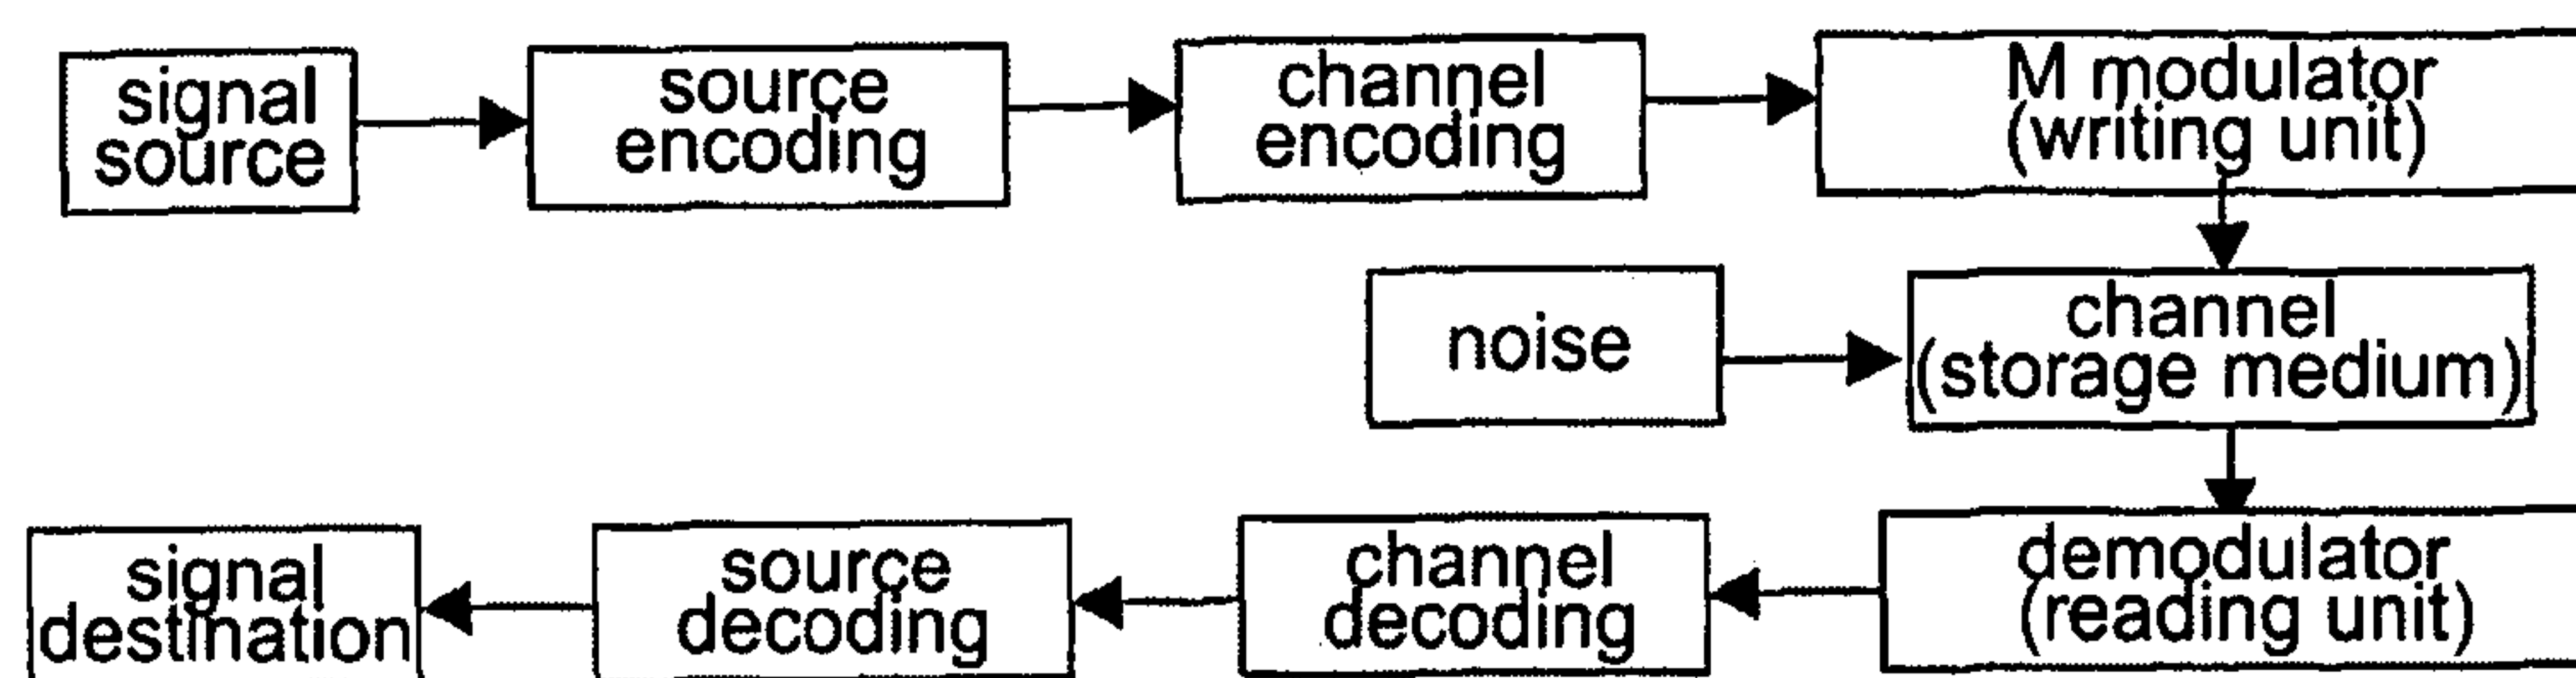 signal
source
source
encoding
channel
encoding
M modulator
(writing unit)
noise
channel
(storage medium)
signal
destination
source
decoding
channel
decoding
demodulator
(reading unit)